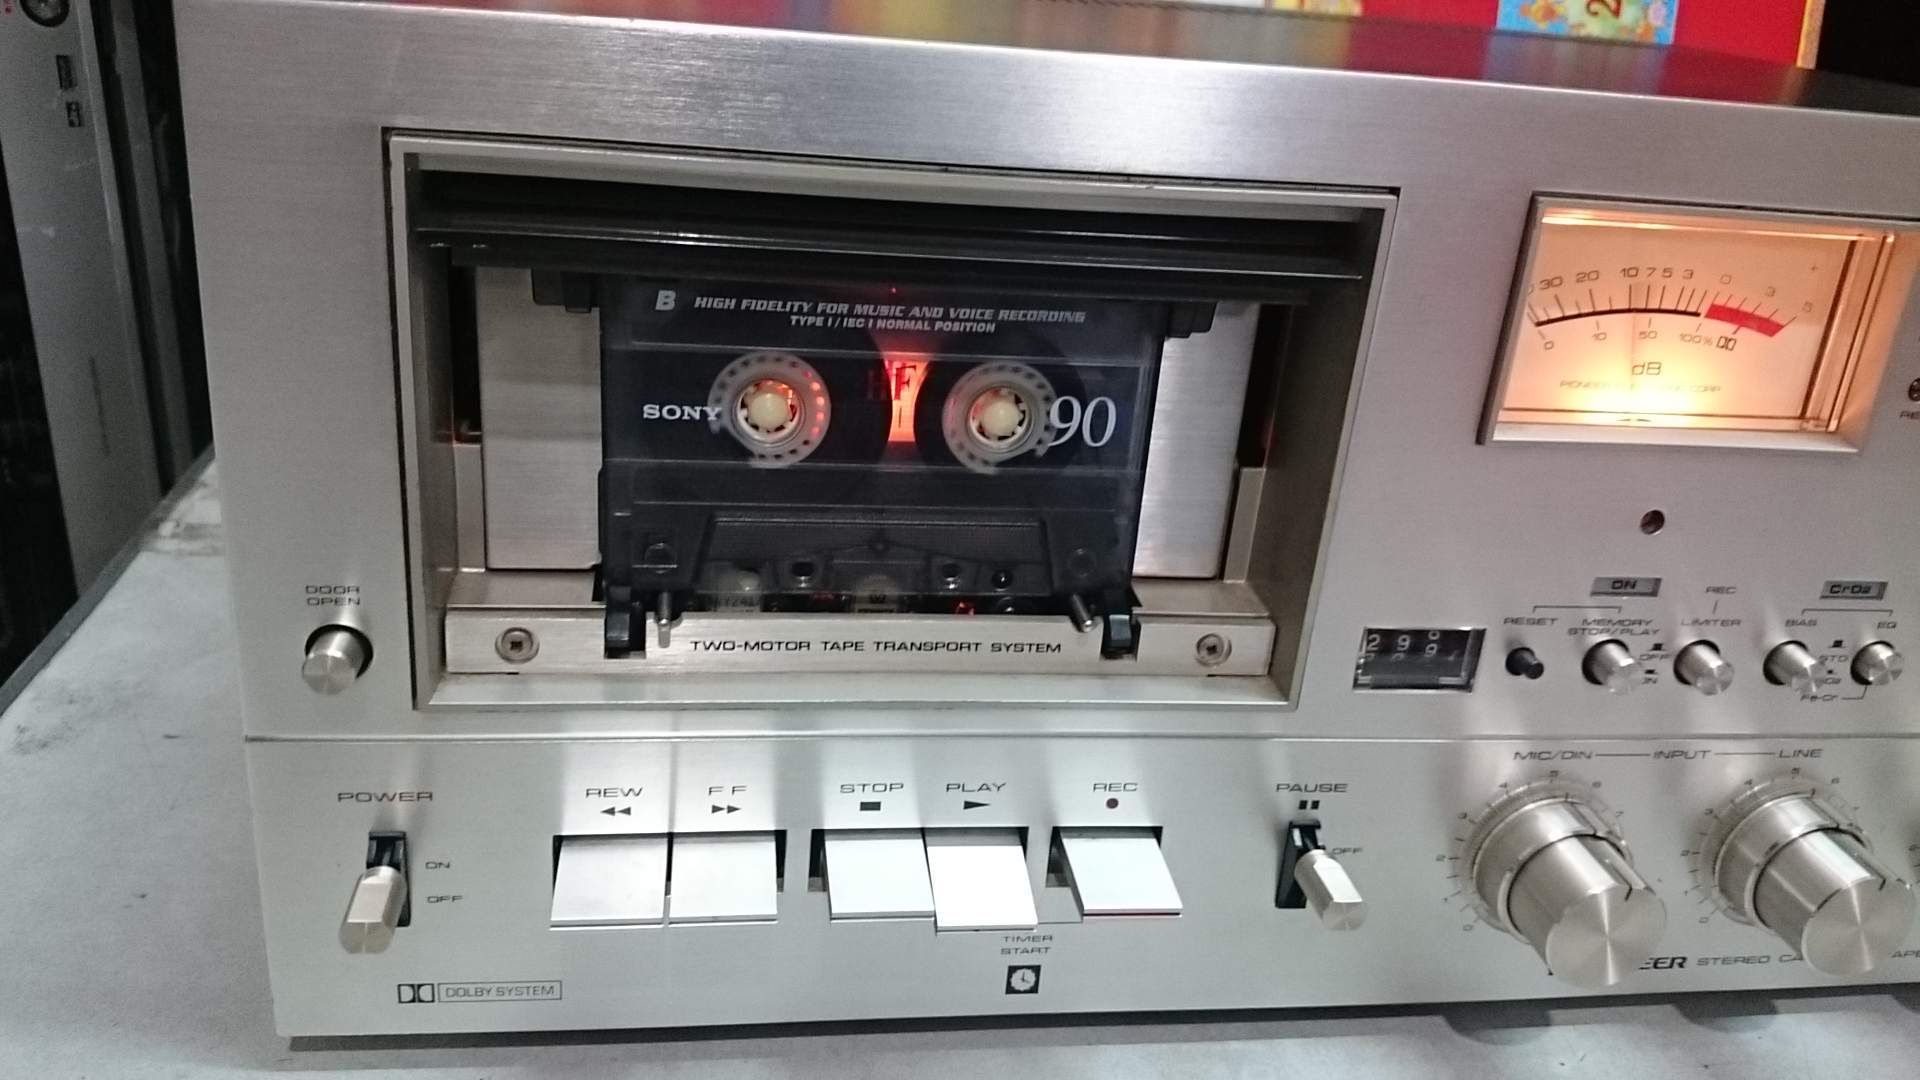 B HIGH FIDELITY FOR MUSIC AND VOICE RECORDING
TYPE I / IEC I NORMAL POSITION
SONY
HF
90
TWO-MOTOR TAPE TRANSPORT SYSTEM
DOOR
OPEN
30 20 10 7 5 3 0 3 5
0 10 50 100%
dB
ON
CrO2
RESET
MEMORY
STOP/PLAY
OFF
REC
LIMITER
BIAS
EQ
STD
Fe-Cr
POWER
ON
OFF
REW
FF
STOP
PLAY
REC
PAUSE
OFF
TIMER
START
MIC/DIN
INPUT
LINE
DOLBY SYSTEM
STEREO